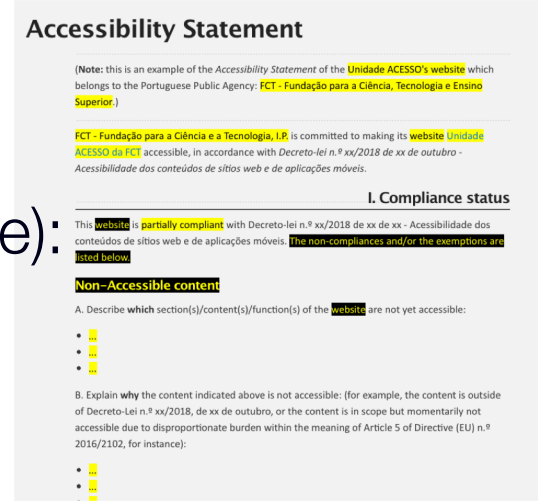 Accessibility Statement
(Note: this is an example of the Accessibility Statement of the Unidade ACESSO's website which
belongs to the Portuguese Public Agency: FCT - Fundação para a Ciência, Tecnologia e Ensino
Superior.)
FCT - Fundação para a Ciência e a Tecnologia, I.P. is committed to making its website Unidade
ACESSO da FCT accessible, in accordance with Decreto-lei n.º xx/2018 de xx de outubro -
Acessibilidade dos conteúdos de sítios web e de aplicações móveis.
I. Compliance status
e):
This website is partially compliant with Decreto-lei n.º xx/2018 de xx de xx - Acessibilidade dos
conteúdos de sítios web e de aplicações móveis. The non-compliances and/or the exemptions are
listed below.
Non-Accessible content
A. Describe which section(s)/content(s)/function(s) of the website are not yet accessible:
• ...
• ...
• ...
B. Explain why the content indicated above is not accessible: (for example, the content is outside
of Decreto-Lei n.º xx/2018, de xx de outubro, or the content is in scope but momentarily not
accessible due to disproportionate burden within the meaning of Article 5 of Directive (EU) n.º
2016/2102, for instance):
• ...
• ...